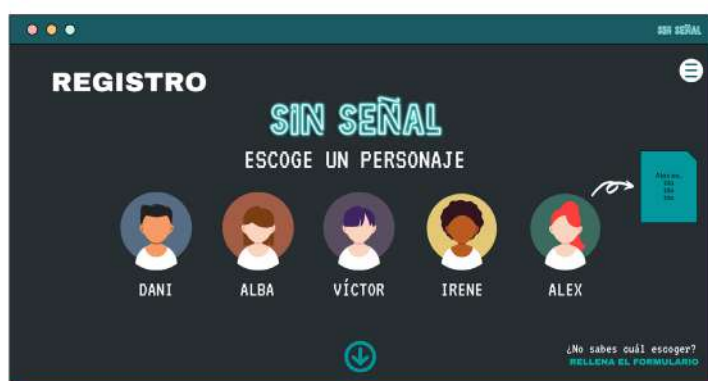 SIN SEÑAL
REGISTRO
SIN SEÑAL
ESCOGE UN PERSONAJE
DANI
ALBA
VÍCTOR
IRENE
ALEX
¿No sabes cuál escoger?
RELLENA EL FORMULARIO